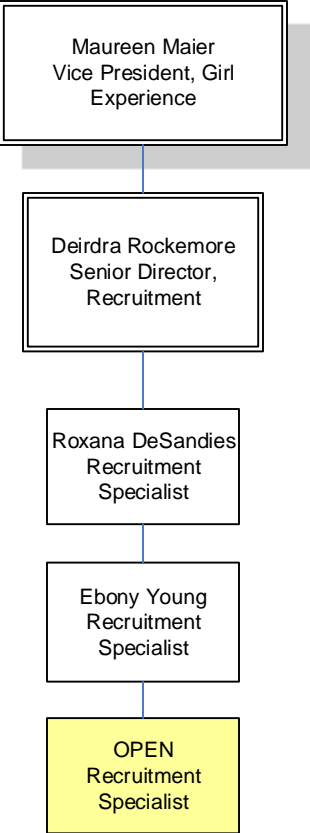 Maureen Maier
Vice President, Girl
Experience
Deirdra Rockemore
Senior Director,
Recruitment
Roxana DeSandies
Recruitment
Specialist
Ebony Young
Recruitment
Specialist
OPEN
Recruitment
Specialist